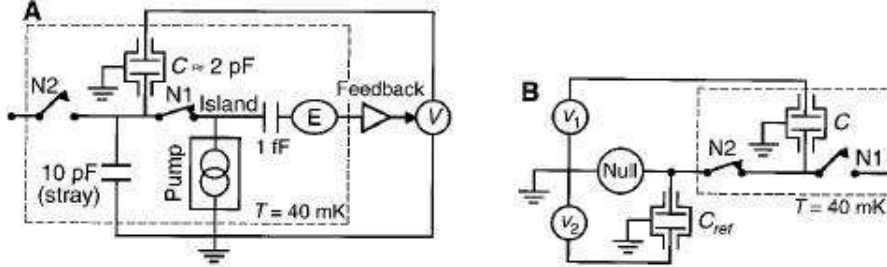 A
N2
C ≈ 2 pF
N1
Island
Feedback
E
V
1 fF
10 pF
(stray)
Pump
T = 40 mK
B
V1
C
N2
N1
Null
T = 40 mK
V2
Cref